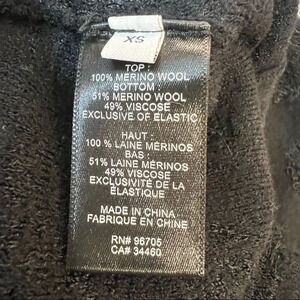 XS
TOP :
100% MERINO WOOL
BOTTOM :
51% MERINO WOOL
49% VISCOSE
EXCLUSIVE OF ELASTIC
HAUT :
100 % LAINE MÉRINOS
BAS :
51% LAINE MÉRINOS
49% VISCOSE
EXCLUSIVITÉ DE LA
ÉLASTIQUE
MADE IN CHINA
FABRIQUE EN CHINE
RN# 96705
CA# 34460